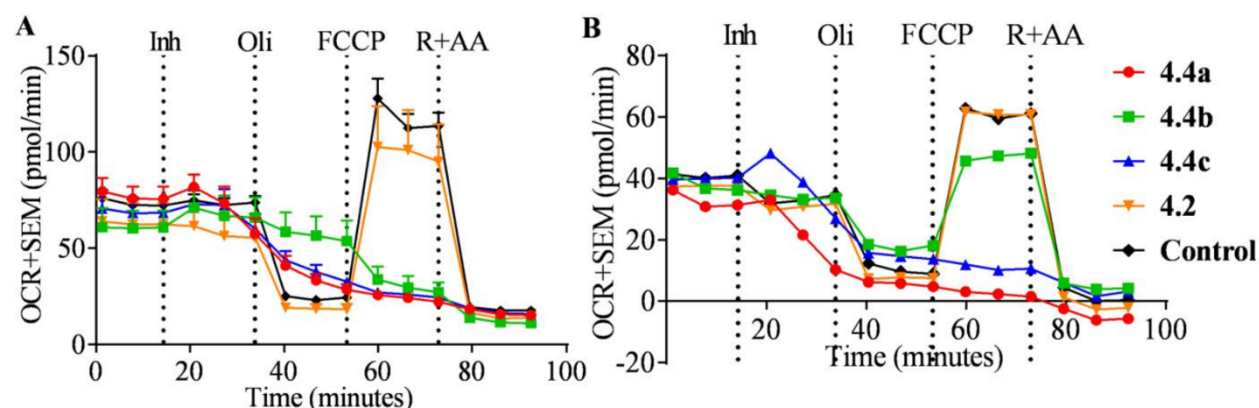 A
Inh Oli FCCP R+AA
OCR+SEM (pmol/min)
150
100
50
0
0 20 40 60 80 100
Time (minutes)
B
Inh Oli FCCP R+AA
OCR+SEM (pmol/min)
80
60
40
20
0
-20
20 40 60 80 100
Time (minutes)
4.4a
4.4b
4.4c
4.2
Control